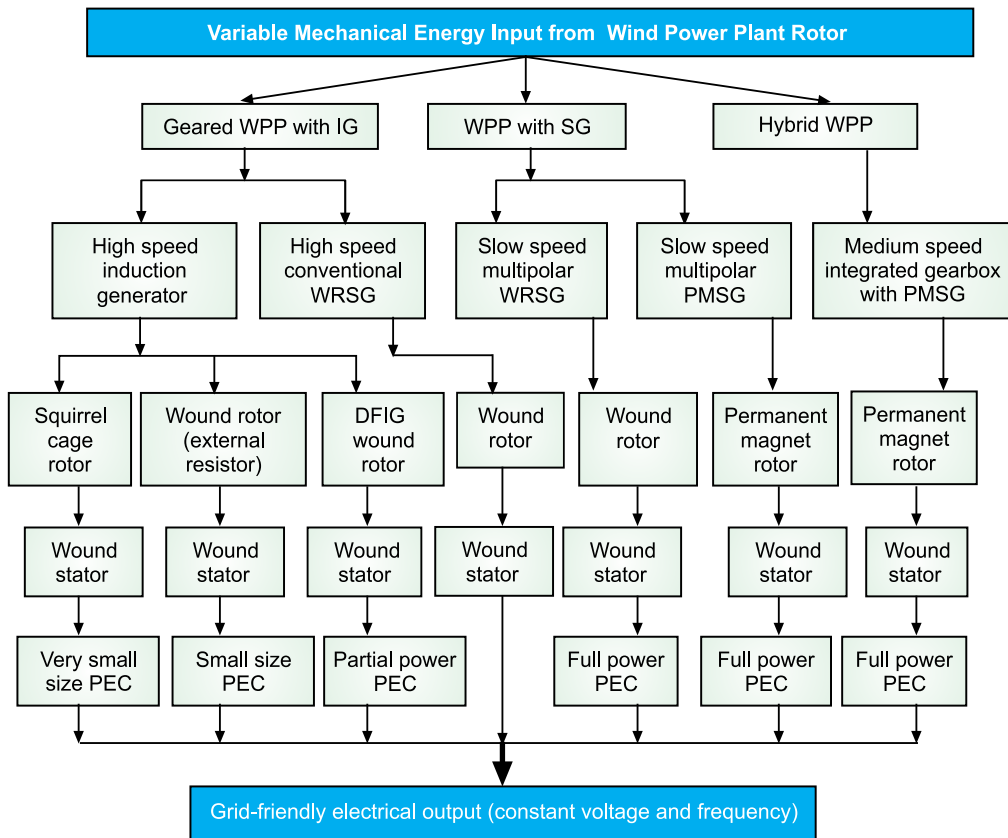 Variable Mechanical Energy Input from Wind Power Plant Rotor
Geared WPP with IG
WPP with SG
Hybrid WPP
High speed
induction
generator
High speed
conventional
WRSG
Slow speed
multipolar
WRSG
Slow speed
multipolar
PMSG
Medium speed
integrated gearbox
with PMSG
Squirrel
cage
rotor
Wound rotor
(external
resistor)
DFIG
wound
rotor
Wound
rotor
Wound
rotor
Permanent
magnet
rotor
Permanent
magnet
rotor
Wound
stator
Wound
stator
Wound
stator
Wound
stator
Wound
stator
Wound
stator
Wound
stator
Very small
size PEC
Small size
PEC
Partial power
PEC
Full power
PEC
Full power
PEC
Full power
PEC
Grid-friendly electrical output (constant voltage and frequency)